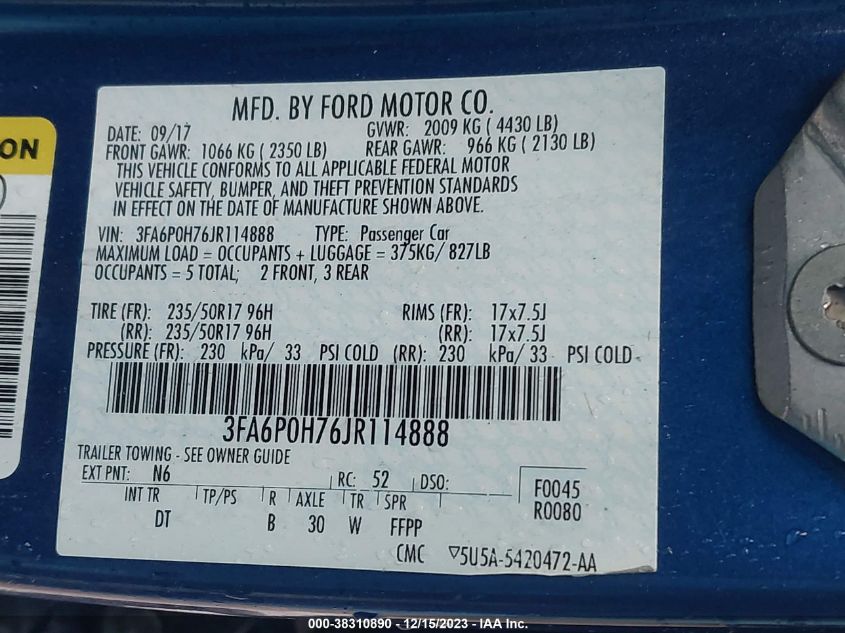 MFD. BY FORD MOTOR CO.
DATE: 09/17 GVWR: 2009 KG ( 4430 LB)
FRONT GAWR: 1066 KG ( 2350 LB) REAR GAWR: 966 KG ( 2130 LB)
THIS VEHICLE CONFORMS TO ALL APPLICABLE FEDERAL MOTOR
VEHICLE SAFETY, BUMPER, AND THEFT PREVENTION STANDARDS
IN EFFECT ON THE DATE OF MANUFACTURE SHOWN ABOVE.
VIN: 3FA6P0H76JR114888 TYPE: Passenger Car
MAXIMUM LOAD = OCCUPANTS + LUGGAGE = 375KG/ 827LB
OCCUPANTS = 5 TOTAL; 2 FRONT, 3 REAR
TIRE (FR): 235/50R17 96H RIMS (FR): 17x7.5J
(RR): 235/50R17 96H (RR): 17x7.5J
PRESSURE (FR): 230 kPa/ 33 PSI COLD (RR): 230 kPa/ 33 PSI COLD
3FA6P0H76JR114888
TRAILER TOWING - SEE OWNER GUIDE
EXT PNT: N6 RC: 52 DSO: F0045
INT TR TP/PS R AXLE TR SPR R0080
DT B 30 W FFPP
CMC ▽5U5A-5420472-AA
ON
000-38310890 - 12/15/2023 - IAA Inc.